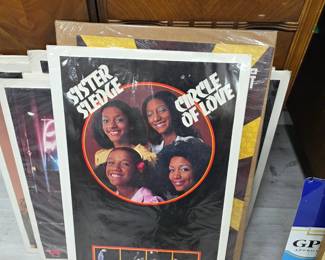 SISTER
SLEDGE
CIRCLE
OF LOVE
GP